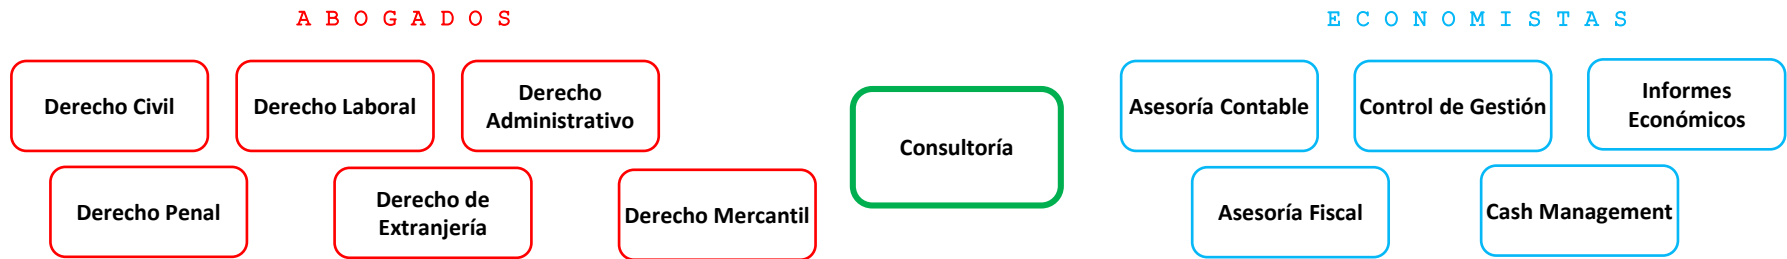 A B O G A D O S
E C O N O M I S T A S
Derecho Civil
Derecho Laboral
Derecho
Administrativo
Derecho Penal
Derecho de
Extranjería
Derecho Mercantil
Consultoría
Asesoría Contable
Control de Gestión
Informes
Económicos
Asesoría Fiscal
Cash Management